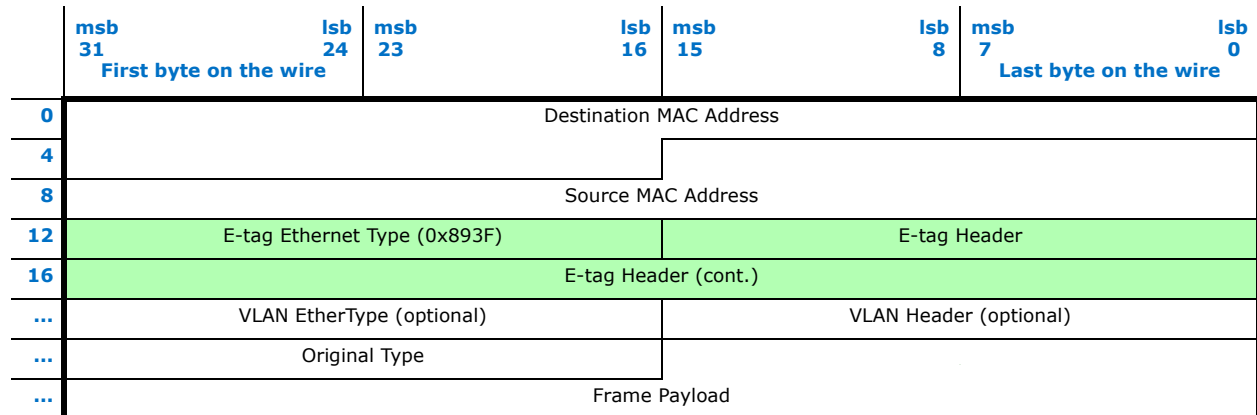 msb lsb msb lsb msb lsb msb lsb
31 24 23 16 15 8 7 0
First byte on the wire Last byte on the wire
0 Destination MAC Address
4
8 Source MAC Address
12 E-tag Ethernet Type (0x893F) E-tag Header
16 E-tag Header (cont.)
... VLAN EtherType (optional) VLAN Header (optional)
... Original Type
... Frame Payload